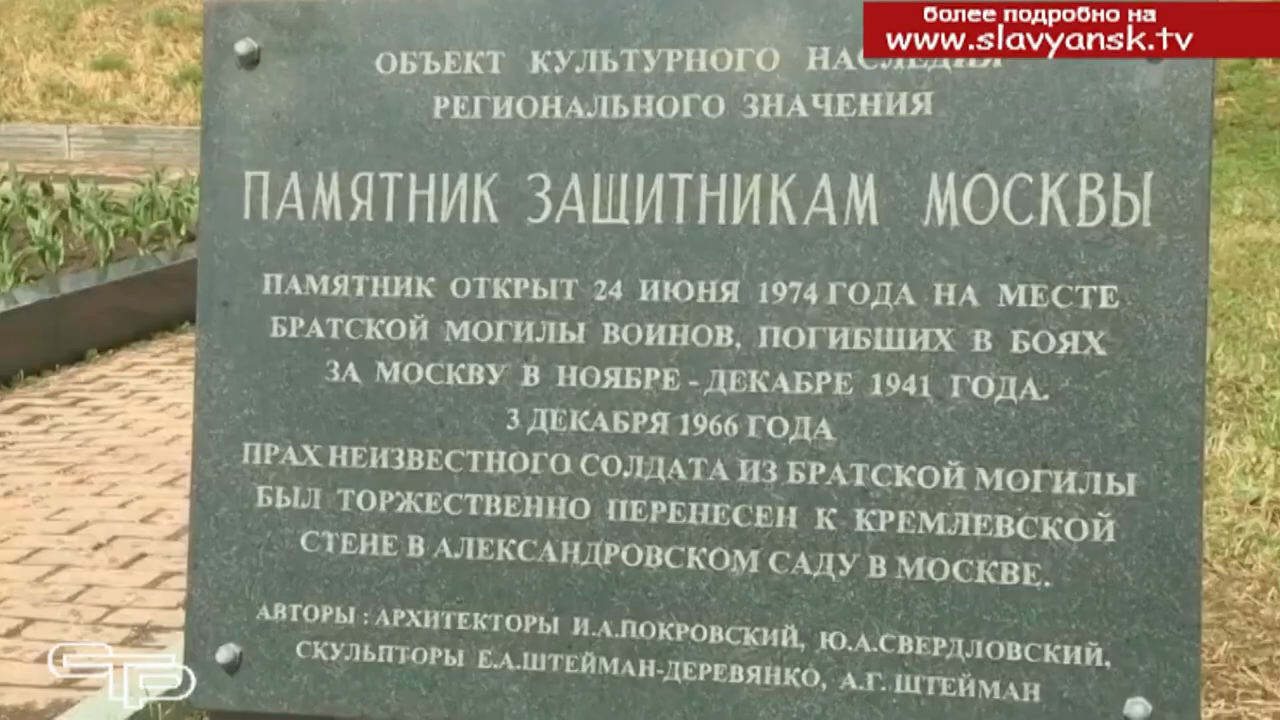 более подробно на
www.slavyansk.tv
ОБЪЕКТ КУЛЬТУРНОГО НАСЛЕДИЯ
РЕГИОНАЛЬНОГО ЗНАЧЕНИЯ
ПАМЯТНИК ЗАЩИТНИКАМ МОСКВЫ
ПАМЯТНИК ОТКРЫТ 24 ИЮНЯ 1974 ГОДА НА МЕСТЕ
БРАТСКОЙ МОГИЛЫ ВОИНОВ, ПОГИБШИХ В БОЯХ
ЗА МОСКВУ В НОЯБРЕ - ДЕКАБРЕ 1941 ГОДА.
3 ДЕКАБРЯ 1966 ГОДА
ПРАХ НЕИЗВЕСТНОГО СОЛДАТА ИЗ БРАТСКОЙ МОГИЛЫ
БЫЛ ТОРЖЕСТВЕННО ПЕРЕНЕСЕН К КРЕМЛЕВСКОЙ
СТЕНЕ В АЛЕКСАНДРОВСКОМ САДУ В МОСКВЕ.
АВТОРЫ : АРХИТЕКТОРЫ И.А.ПОКРОВСКИЙ, Ю.А.СВЕРДЛОВСКИЙ,
СКУЛЬПТОРЫ Е.А.ШТЕЙМАН-ДЕРЕВЯНКО, А.Г. ШТЕЙМАН
СТВ